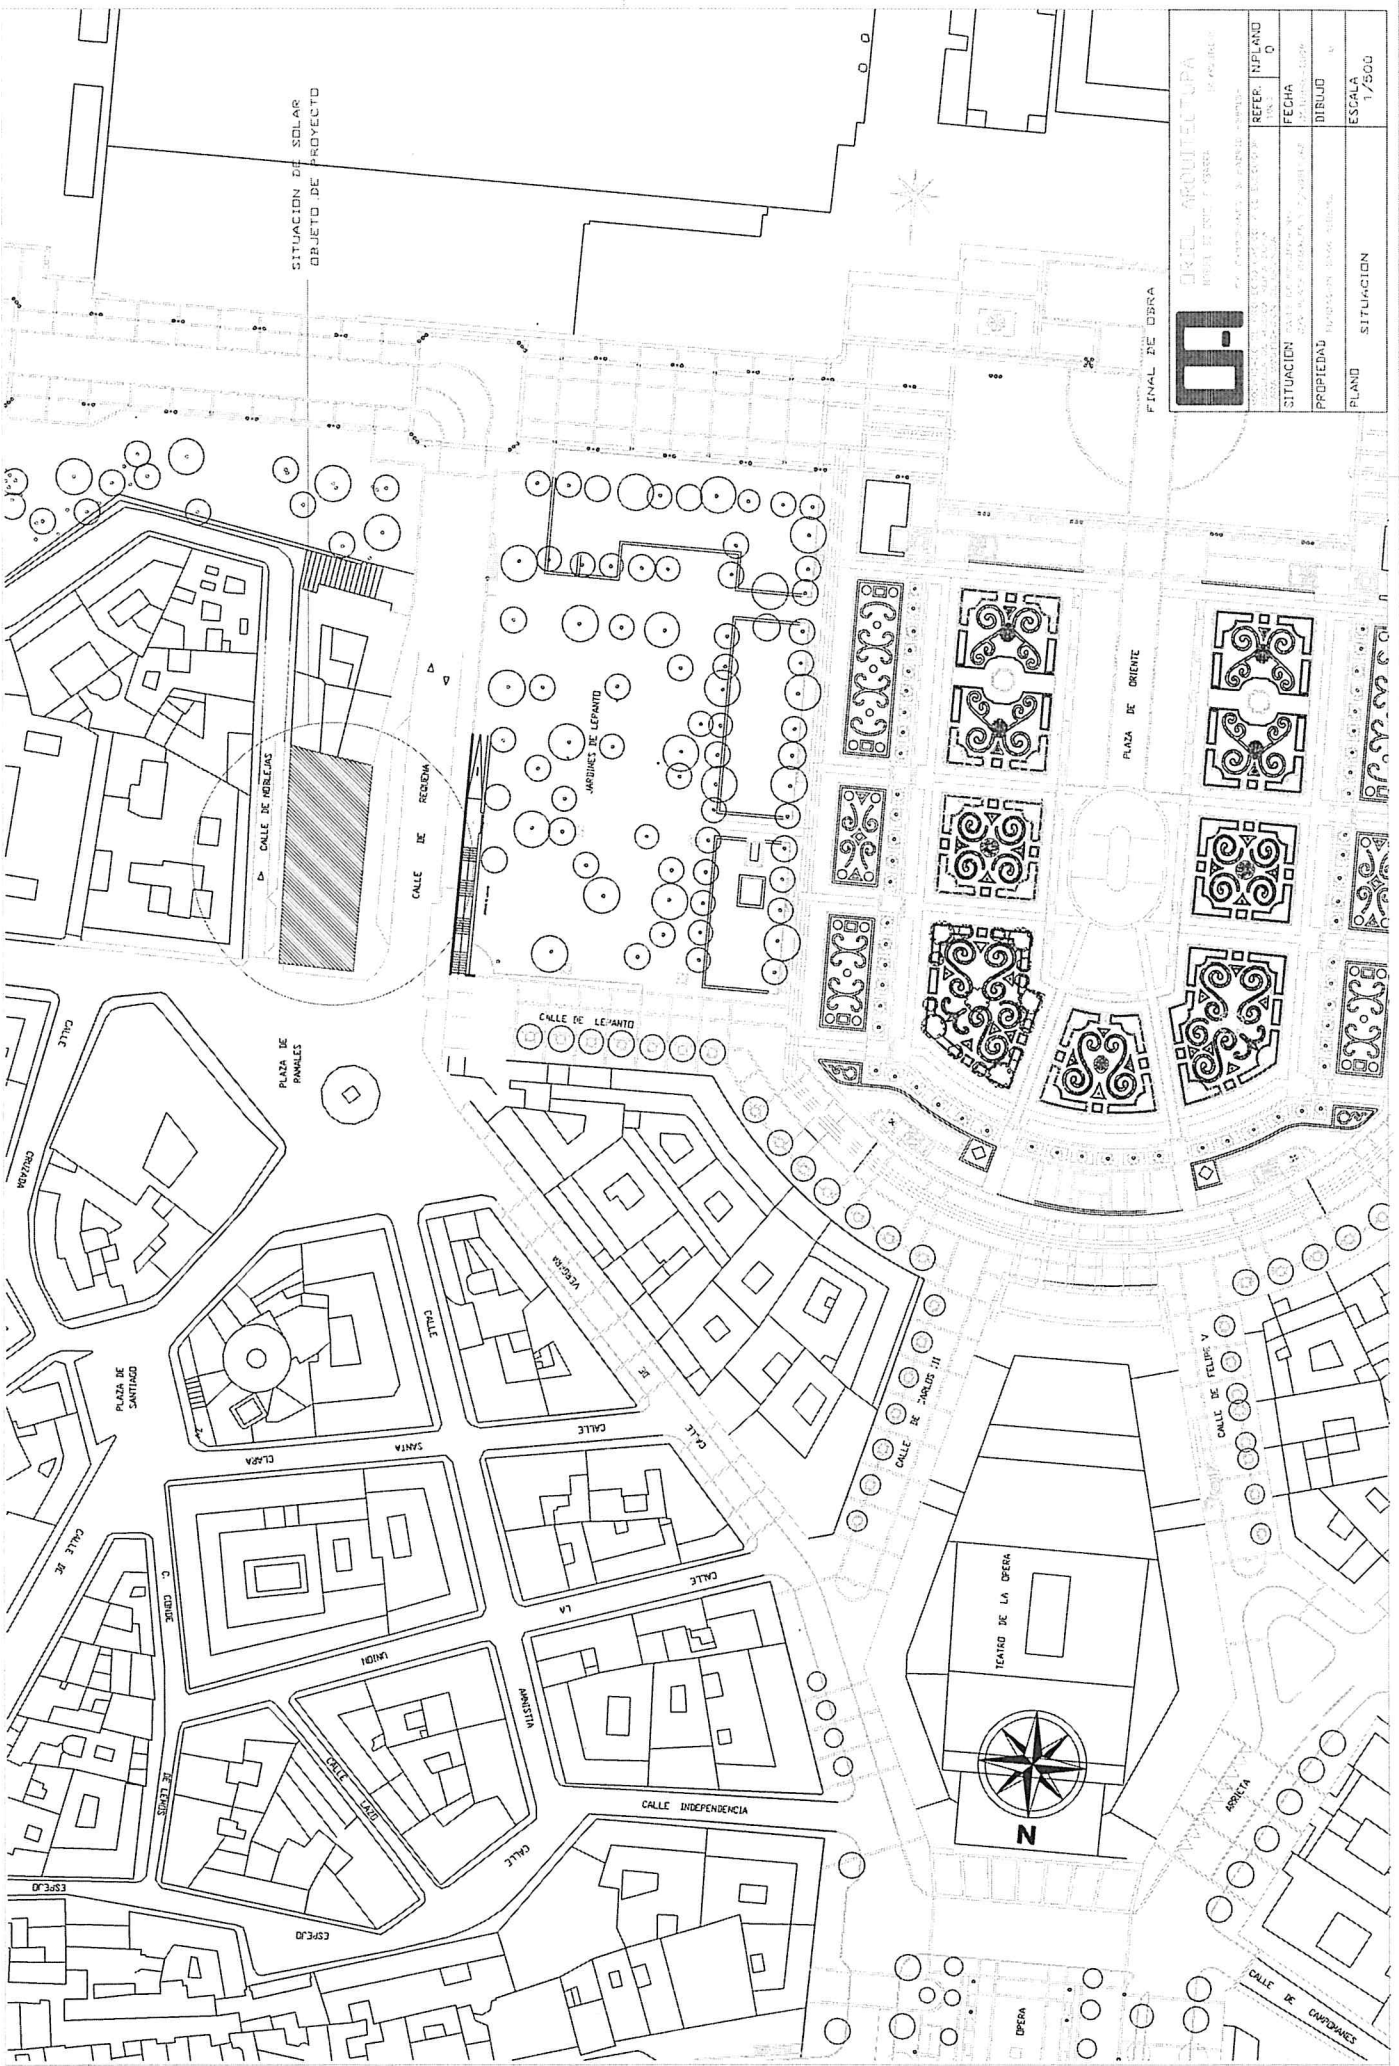 SITUACION DE SOLAR
OBJETO DE PROYECTO
FINAL DE OBRA
ORIOL ARQUITECTURA
REFER.
N.PLANO
0
SITUACION
FECHA
PROPIEDAD
DIBUJO
PLANO
SITUACION
ESCALA
1/500
CALLE DE NOBLEJAS
CALLE DE REQUENA
JARDINES DE LEPANTO
PLAZA DE ORIENTE
CALLE DE LEPANTO
PLAZA DE
RAMALES
CALLE
CRUZADA
PLAZA DE
SANTIAGO
CALLE
VERGARA
DE
CALLE
CALLE
SANTA
CLARA
CALLE DE CARLOS III
CALLE DE FELIPE V
TEATRO DE LA OPERA
CALLE DE
C. CONDE
DE LEMOS
UNION
CALLE
LA
AMNISTIA
CALLE
LAZO
CALLE
CALLE INDEPENDENCIA
ESPEJO
ESPEJO
N
ARRIETA
OPERA
CALLE DE CAMPOMANES